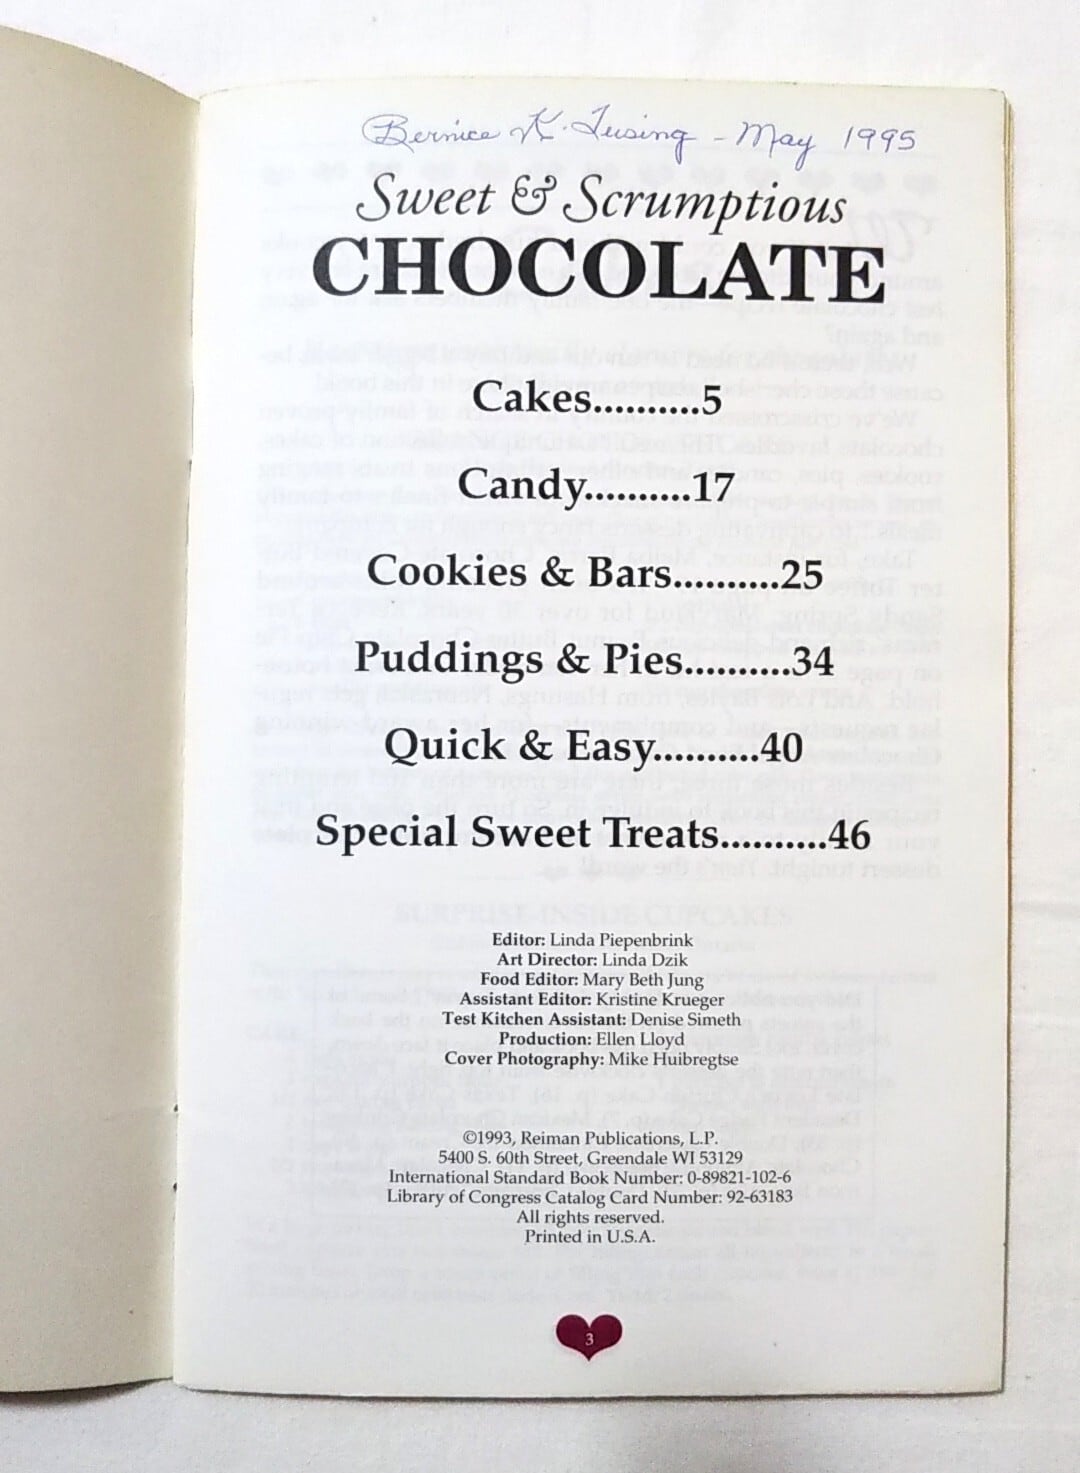 Bernice K. Tusing - May 1995
Sweet & Scrumptious
CHOCOLATE
Cakes..........5
Candy..........17
Cookies & Bars..........25
Puddings & Pies..........34
Quick & Easy..........40
Special Sweet Treats..........46
Editor: Linda Piepenbrink
Art Director: Linda Dzik
Food Editor: Mary Beth Jung
Assistant Editor: Kristine Krueger
Test Kitchen Assistant: Denise Simeth
Production: Ellen Lloyd
Cover Photography: Mike Huibregtse
©1993, Reiman Publications, L.P.
5400 S. 60th Street, Greendale WI 53129
International Standard Book Number: 0-89821-102-6
Library of Congress Catalog Card Number: 92-63183
All rights reserved.
Printed in U.S.A.
3